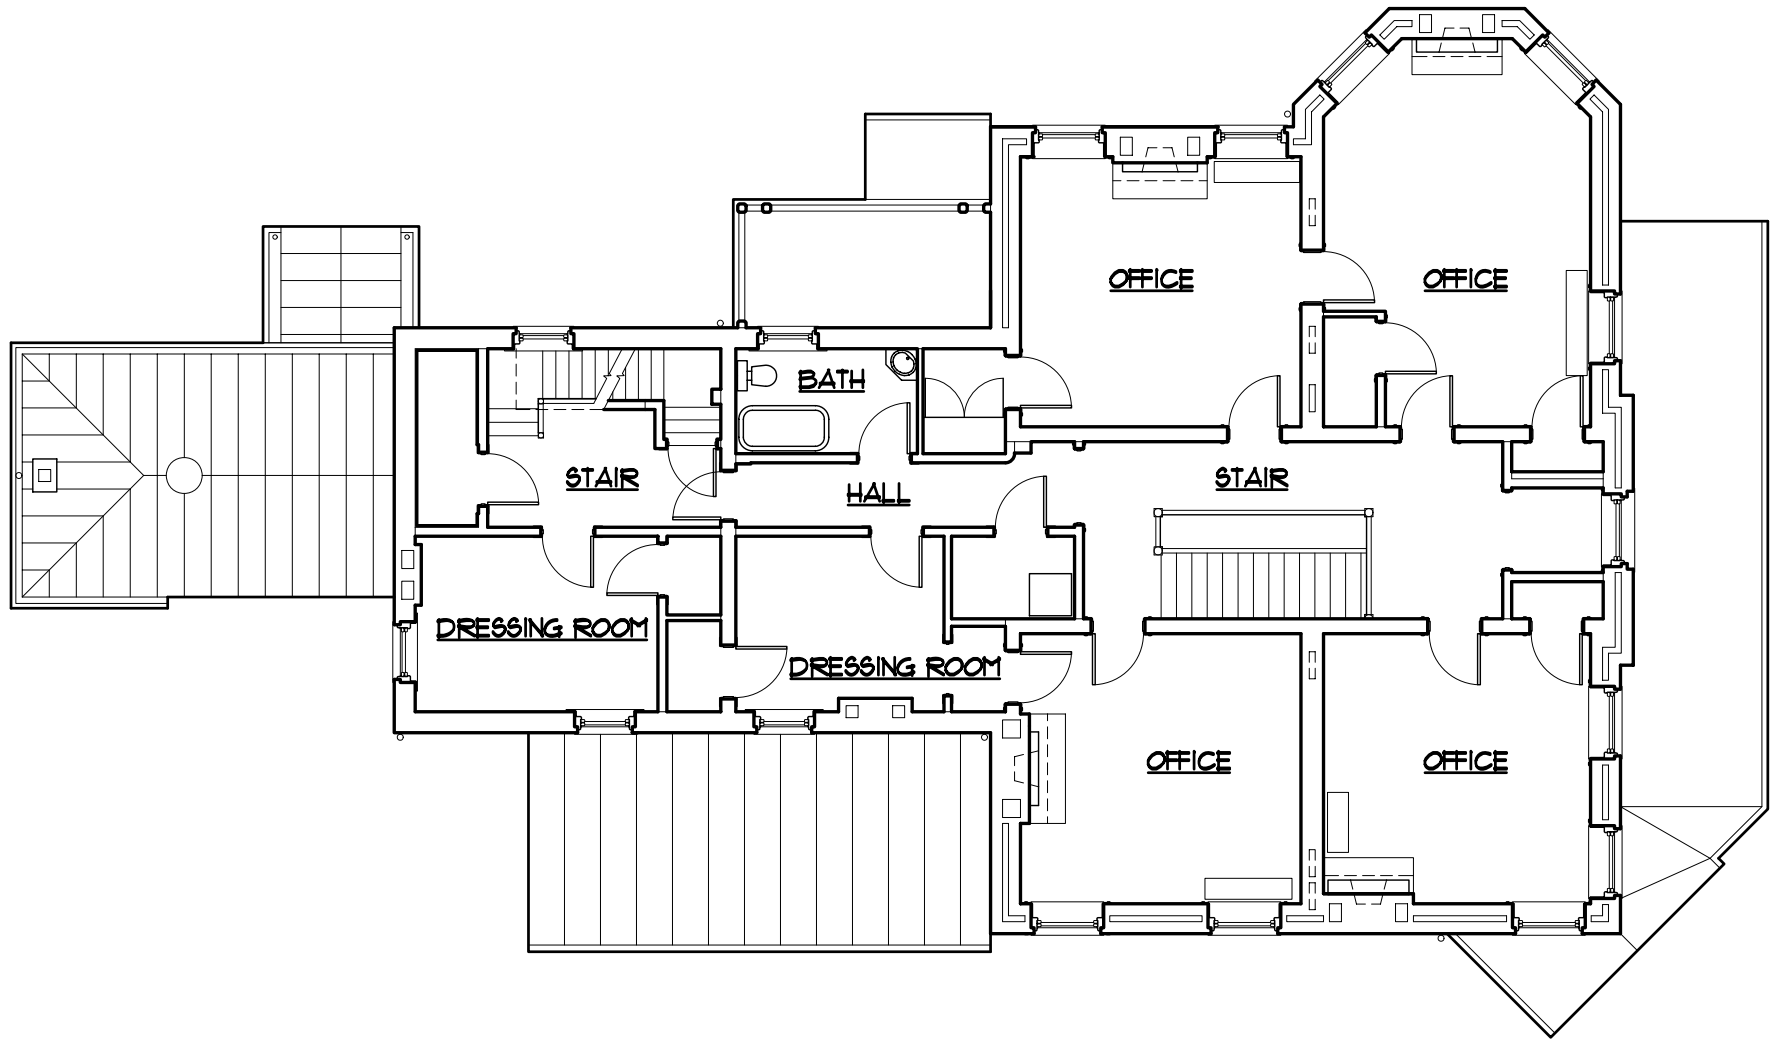 OFFICE
OFFICE
BATH
STAIR
HALL
STAIR
DRESSING ROOM
DRESSING ROOM
OFFICE
OFFICE